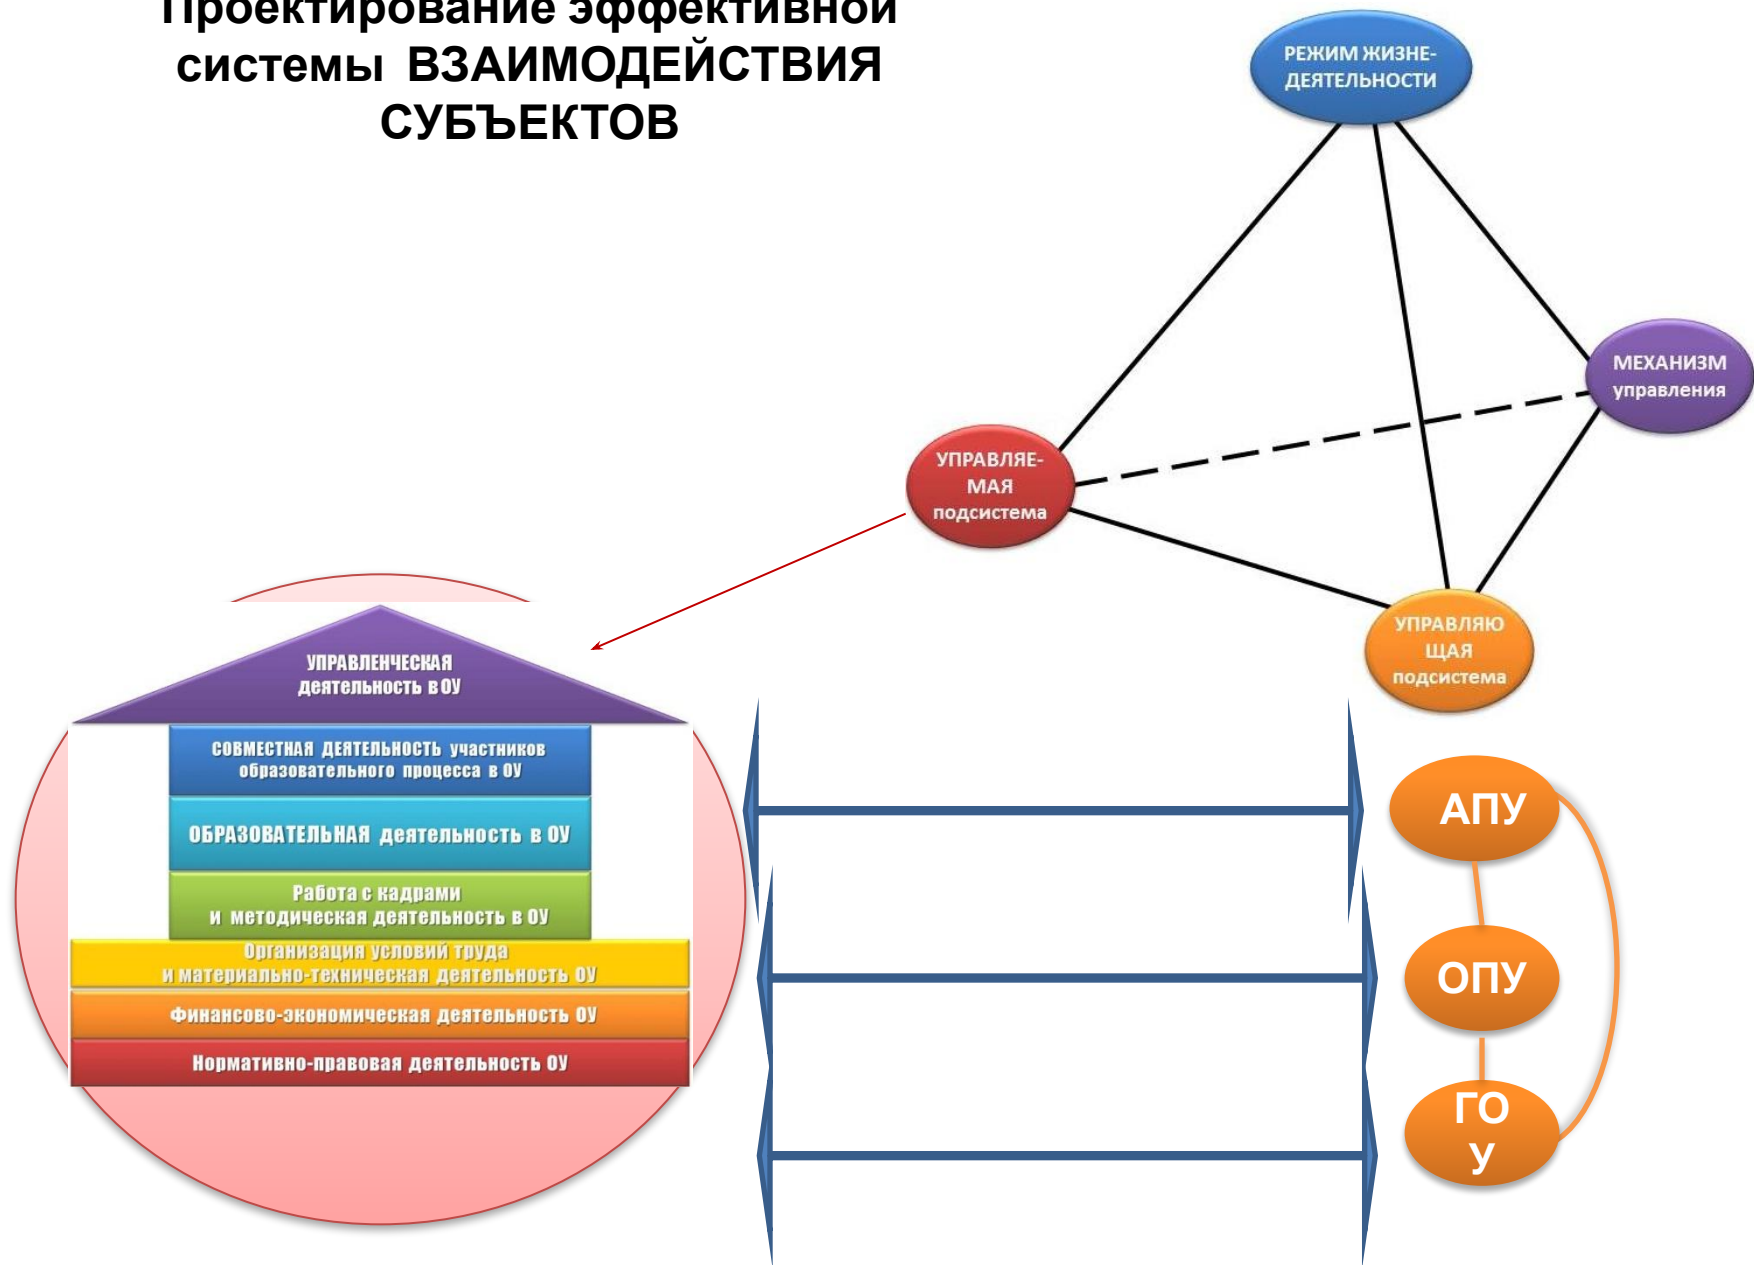 Проектирование эффективной
системы ВЗАИМОДЕЙСТВИЯ
СУБЪЕКТОВ
РЕЖИМ ЖИЗНЕ-
ДЕЯТЕЛЬНОСТИ
МЕХАНИЗМ
управления
УПРАВЛЯЕ-
МАЯ
подсистема
УПРАВЛЯЮ
ЩАЯ
подсистема
УПРАВЛЕНЧЕСКАЯ
деятельность в ОУ
СОВМЕСТНАЯ ДЕЯТЕЛЬНОСТЬ участников
образовательного процесса в ОУ
ОБРАЗОВАТЕЛЬНАЯ деятельность в ОУ
Работа с кадрами
и методическая деятельность в ОУ
Организация условий труда
и материально-техническая деятельность ОУ
Финансово-экономическая деятельность ОУ
Нормативно-правовая деятельность ОУ
АПУ
ОПУ
ГО
У